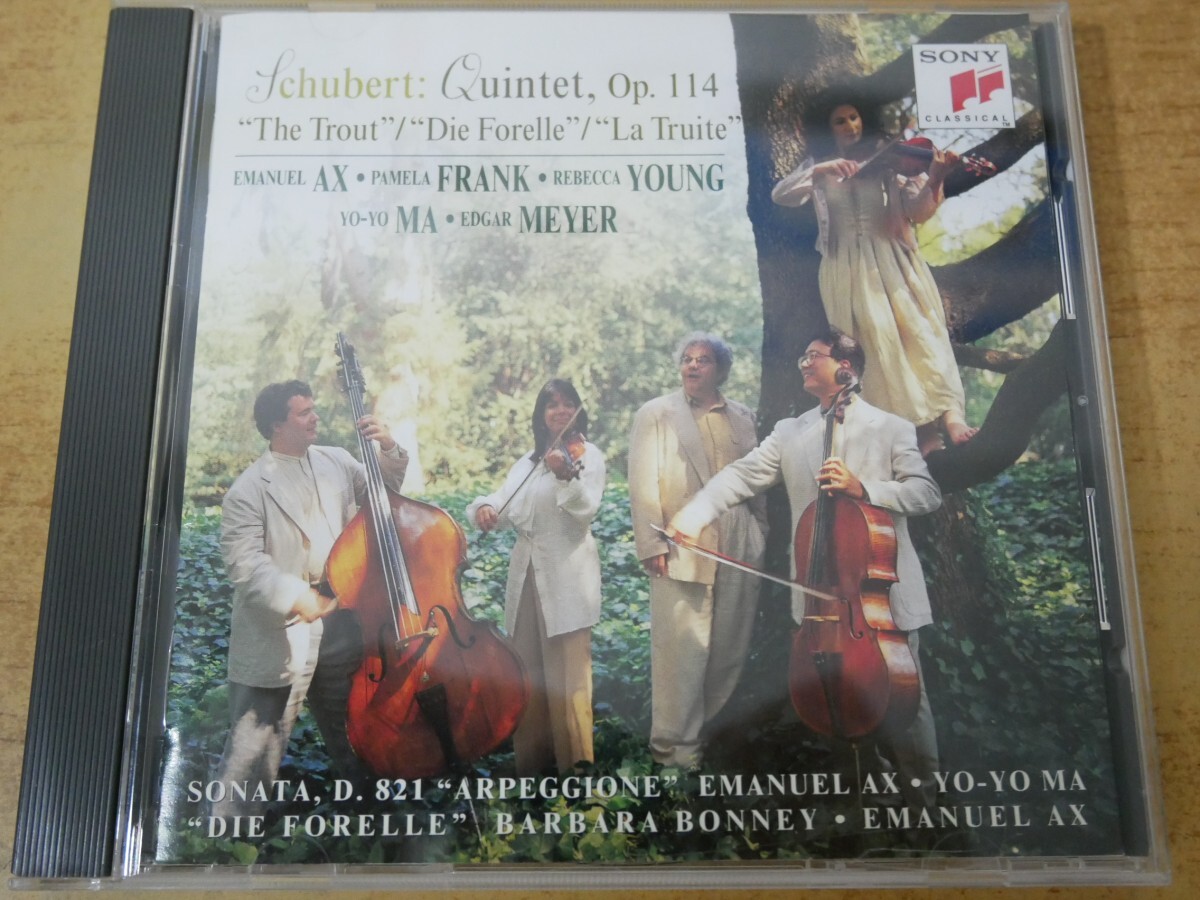 Schubert: Quintet, Op. 114
“The Trout”/“Die Forelle”/“La Truite”
EMANUEL AX • PAMELA FRANK • REBECCA YOUNG
YO-YO MA • EDGAR MEYER
SONY
CLASSICAL™
SONATA, D. 821 “ARPEGGIONE” EMANUEL AX • YO-YO MA
“DIE FORELLE” BARBARA BONNEY • EMANUEL AX